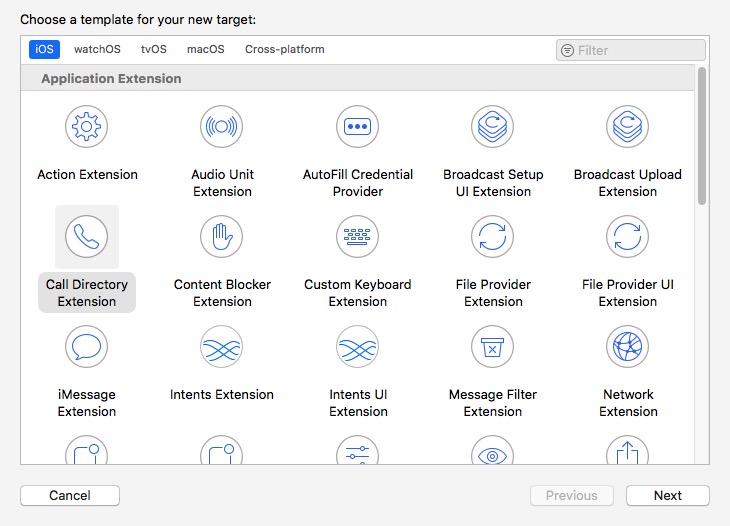 Choose a template for your new target:
iOS watchOS tvOS macOS Cross-platform Filter
Application Extension
Action Extension
Audio Unit
Extension
AutoFill Credential
Provider
Broadcast Setup
UI Extension
Broadcast Upload
Extension
Call Directory
Extension
Content Blocker
Extension
Custom Keyboard
Extension
File Provider
Extension
File Provider UI
Extension
iMessage
Extension
Intents Extension
Intents UI
Extension
Message Filter
Extension
Network
Extension
Cancel Previous Next